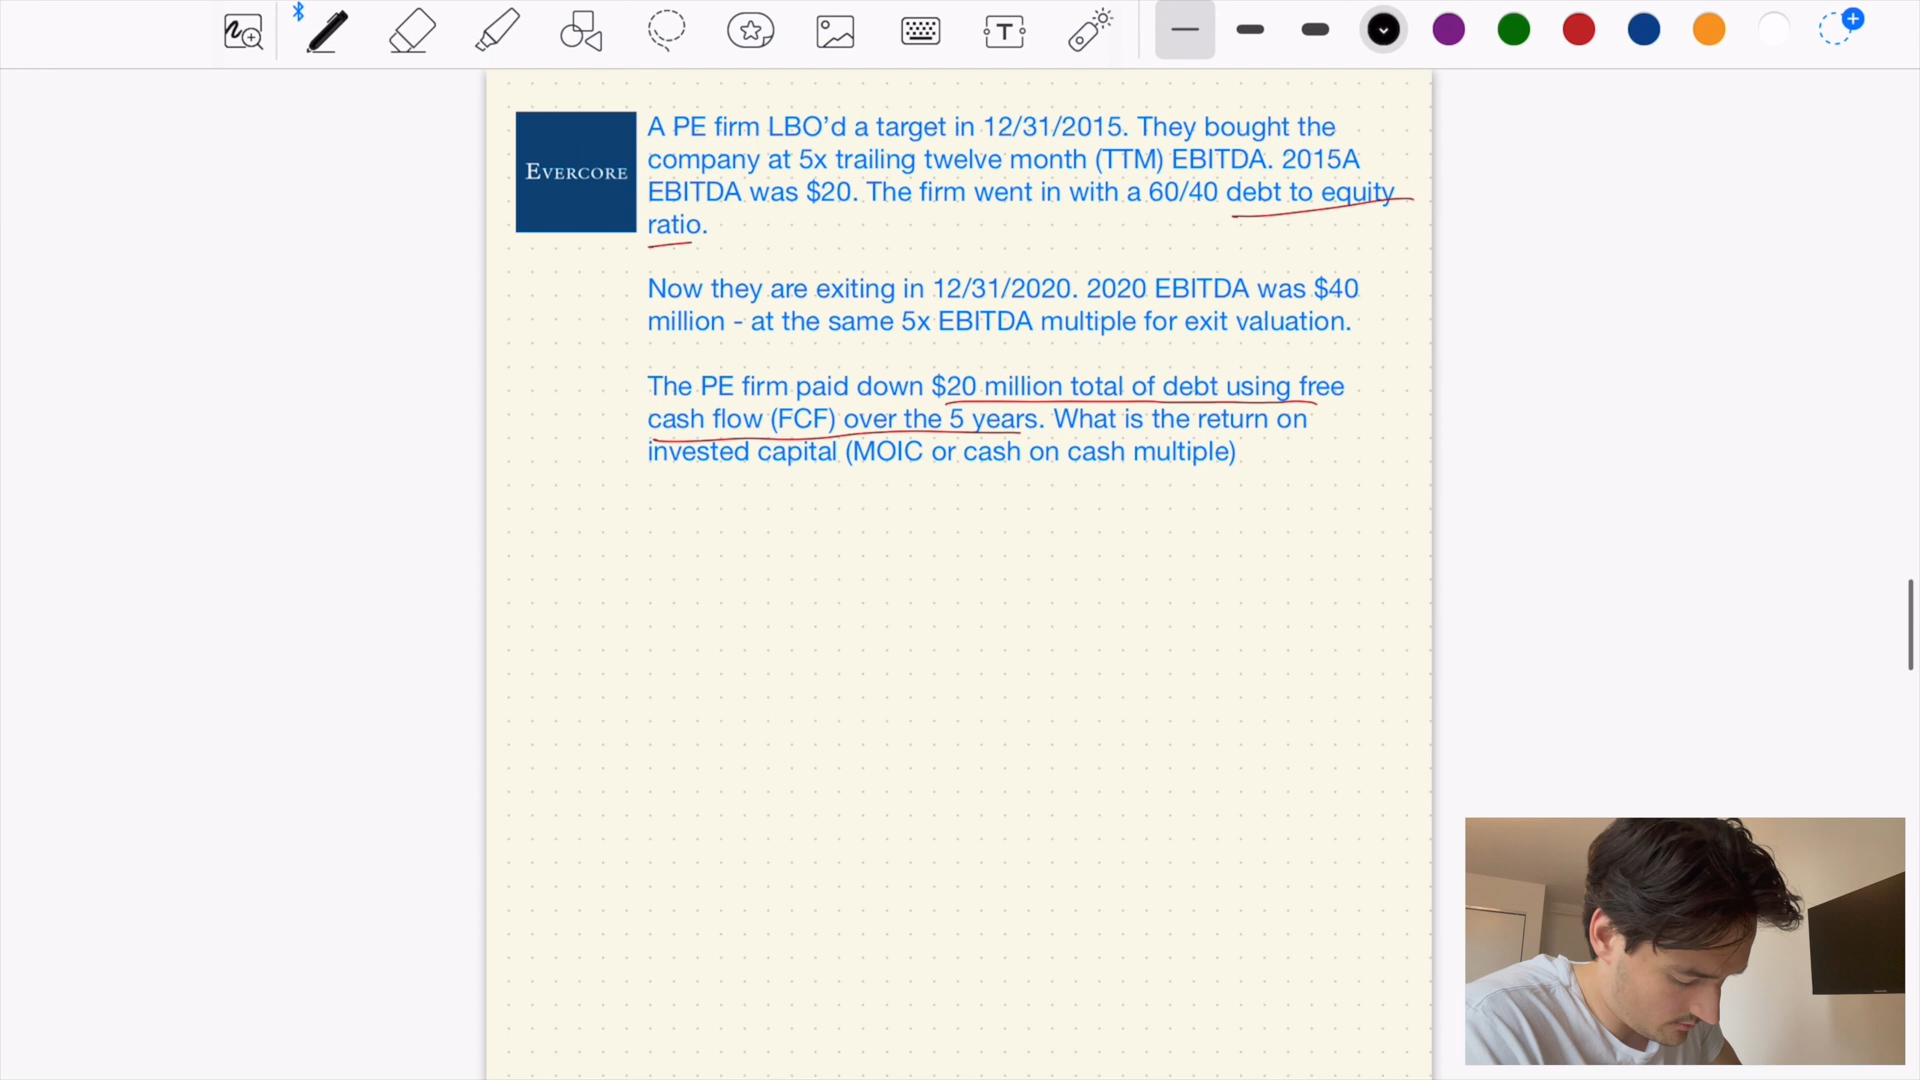 EVERCORE
A PE firm LBO’d a target in 12/31/2015. They bought the
company at 5x trailing twelve month (TTM) EBITDA. 2015A
EBITDA was $20. The firm went in with a 60/40 debt to equity
ratio.
Now they are exiting in 12/31/2020. 2020 EBITDA was $40
million - at the same 5x EBITDA multiple for exit valuation.
The PE firm paid down $20 million total of debt using free
cash flow (FCF) over the 5 years. What is the return on
invested capital (MOIC or cash on cash multiple)